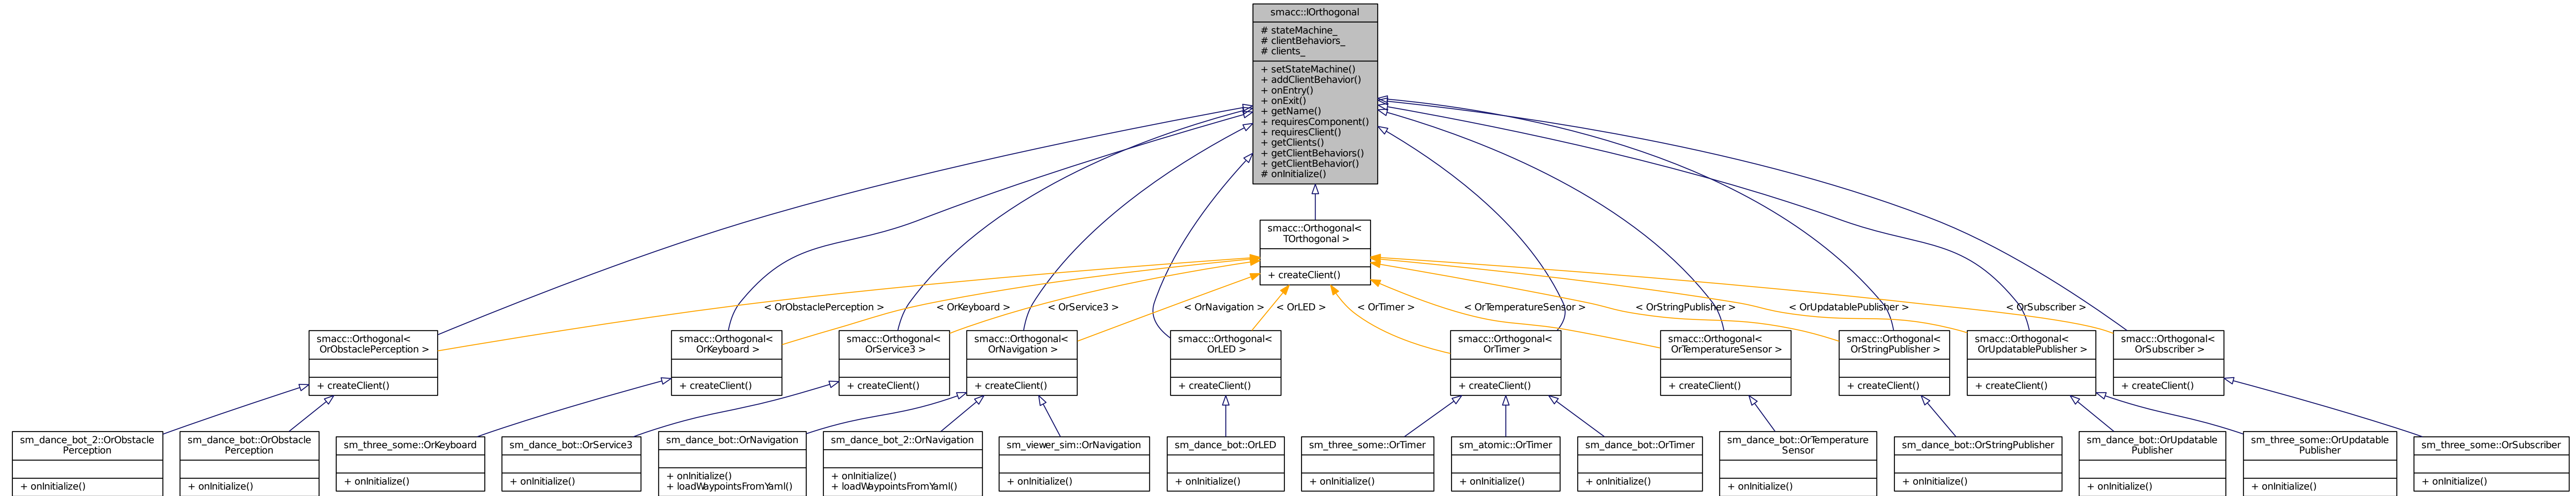 smacc::IOrthogonal
# stateMachine_
# clientBehaviors_
# clients_
+ setStateMachine()
+ addClientBehavior()
+ onEntry()
+ onExit()
+ getName()
+ requiresComponent()
+ requiresClient()
+ getClients()
+ getClientBehaviors()
+ getClientBehavior()
# onInitialize()
smacc::Orthogonal<
TOrthogonal >
+ createClient()
< OrObstaclePerception >
< OrKeyboard >
< OrService3 >
< OrNavigation >
< OrLED >
< OrTimer >
< OrTemperatureSensor >
< OrStringPublisher >
< OrUpdatablePublisher >
< OrSubscriber >
smacc::Orthogonal<
OrObstaclePerception >
+ createClient()
smacc::Orthogonal<
OrKeyboard >
+ createClient()
smacc::Orthogonal<
OrService3 >
+ createClient()
smacc::Orthogonal<
OrNavigation >
+ createClient()
smacc::Orthogonal<
OrLED >
+ createClient()
smacc::Orthogonal<
OrTimer >
+ createClient()
smacc::Orthogonal<
OrTemperatureSensor >
+ createClient()
smacc::Orthogonal<
OrStringPublisher >
+ createClient()
smacc::Orthogonal<
OrUpdatablePublisher >
+ createClient()
smacc::Orthogonal<
OrSubscriber >
+ createClient()
sm_dance_bot_2::OrObstacle
Perception
+ onInitialize()
sm_dance_bot::OrObstacle
Perception
+ onInitialize()
sm_three_some::OrKeyboard
+ onInitialize()
sm_dance_bot::OrService3
+ onInitialize()
sm_dance_bot::OrNavigation
+ onInitialize()
+ loadWaypointsFromYaml()
sm_dance_bot_2::OrNavigation
+ onInitialize()
+ loadWaypointsFromYaml()
sm_viewer_sim::OrNavigation
+ onInitialize()
sm_dance_bot::OrLED
+ onInitialize()
sm_three_some::OrTimer
+ onInitialize()
sm_atomic::OrTimer
+ onInitialize()
sm_dance_bot::OrTimer
+ onInitialize()
sm_dance_bot::OrTemperature
Sensor
+ onInitialize()
sm_dance_bot::OrStringPublisher
+ onInitialize()
sm_dance_bot::OrUpdatable
Publisher
+ onInitialize()
sm_three_some::OrUpdatable
Publisher
+ onInitialize()
sm_three_some::OrSubscriber
+ onInitialize()